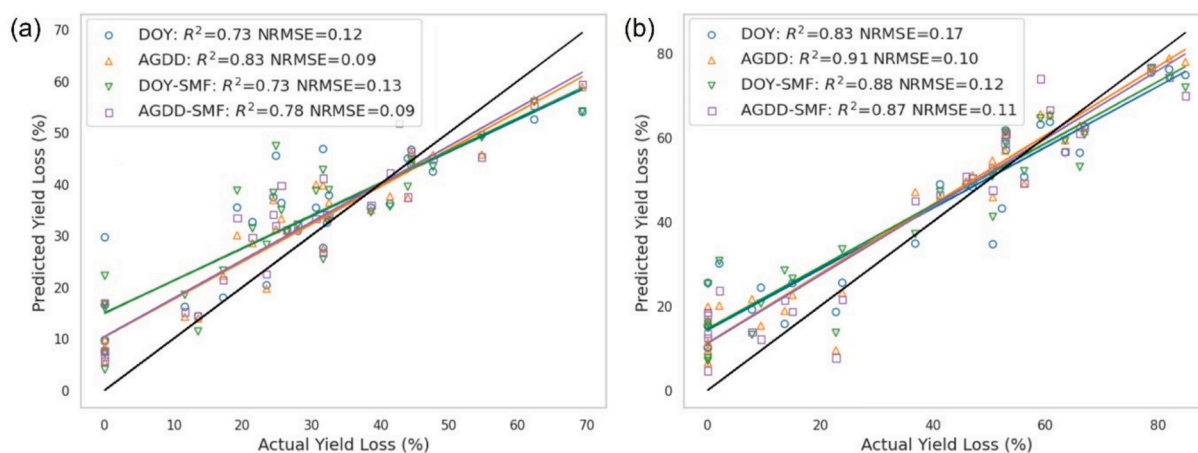 (a)
DOY: R²=0.73 NRMSE=0.12
AGDD: R²=0.83 NRMSE=0.09
DOY-SMF: R²=0.73 NRMSE=0.13
AGDD-SMF: R²=0.78 NRMSE=0.09
Predicted Yield Loss (%)
70
60
50
40
30
20
10
0
0 10 20 30 40 50 60 70
Actual Yield Loss (%)
(b)
DOY: R²=0.83 NRMSE=0.17
AGDD: R²=0.91 NRMSE=0.10
DOY-SMF: R²=0.88 NRMSE=0.12
AGDD-SMF: R²=0.87 NRMSE=0.11
Predicted Yield Loss (%)
80
60
40
20
0
0 20 40 60 80
Actual Yield Loss (%)